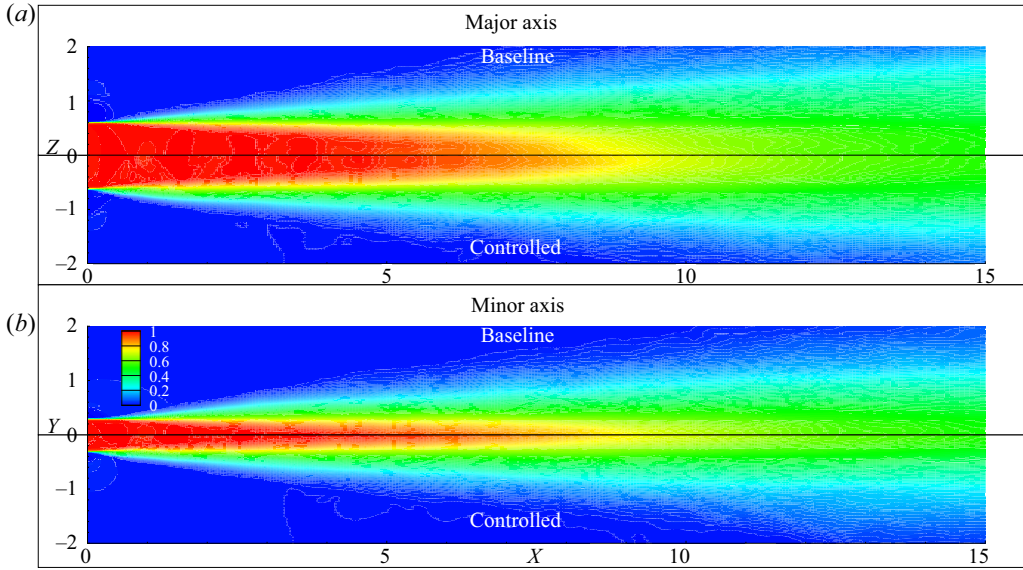 (a)
Major axis
2
Baseline
1
Z 0
−1
Controlled
−2
0 5 10 15
Minor axis
(b)
2
Baseline
1
0.8
0.6
0.4
0.2
0
1
Y 0
−1
Controlled
−2
0 5 X 10 15